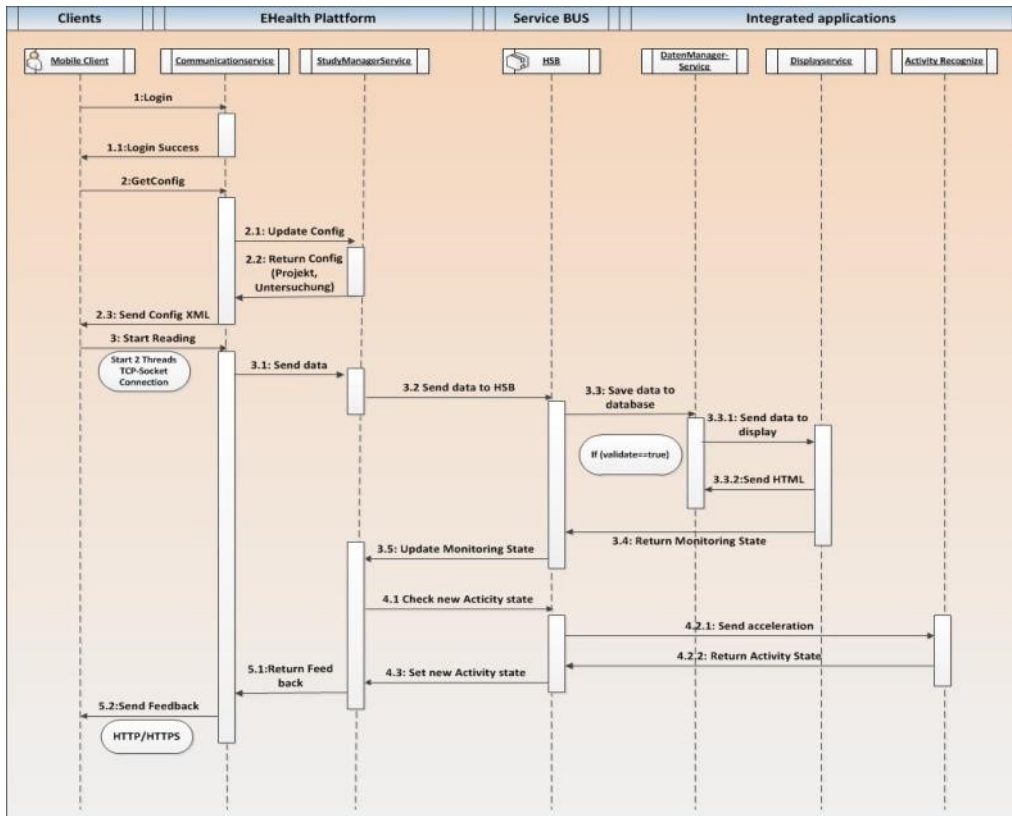 Clients
EHealth Plattform
Service BUS
Integrated applications
Mobile Client
Communicationservice
StudyManagerService
HSB
DatenManager-
Service
Displayservice
Activity Recognize
1:Login
1.1:Login Success
2:GetConfig
2.1: Update Config
2.2: Return Config
(Projekt,
Untersuchung)
2.3: Send Config XML
3: Start Reading
Start 2 Threads
TCP-Socket
Connection
3.1: Send data
3.2 Send data to HSB
3.3: Save data to
database
3.3.1: Send data to
display
If (validate==true)
3.3.2:Send HTML
3.4: Return Monitoring State
3.5: Update Monitoring State
4.1 Check new Acticity state
4.2.1: Send acceleration
4.2.2: Return Activity State
4.3: Set new Activity state
5.1:Return Feed
back
5.2:Send Feedback
HTTP/HTTPS